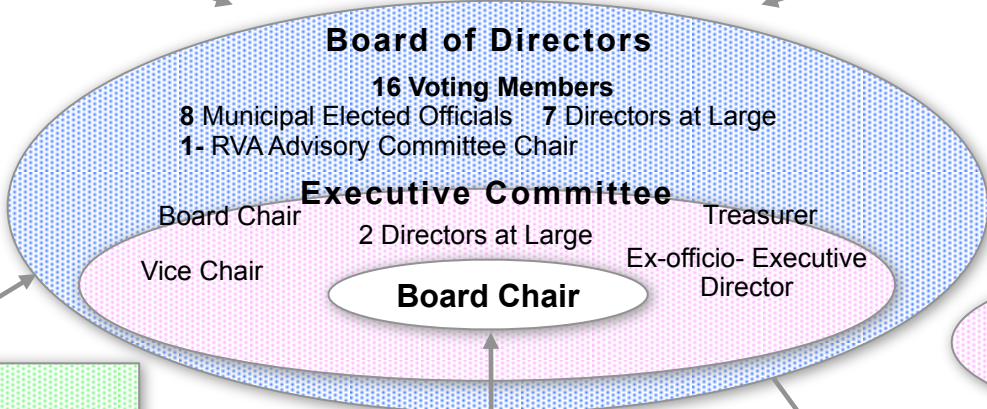 Board of Directors
16 Voting Members
8 Municipal Elected Officials 7 Directors at Large
1- RVA Advisory Committee Chair
Executive Committee
Board Chair
Treasurer
2 Directors at Large
Vice Chair
Ex-officio- Executive
Director
Board Chair